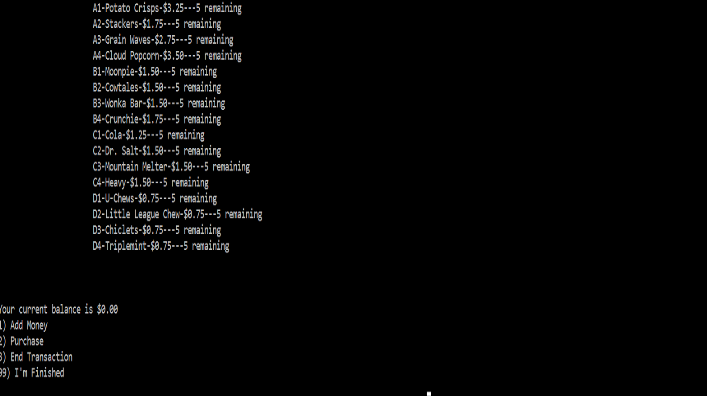 A1-Potato Crisps-$3.25---5 remaining
A2-Stackers-$1.75---5 remaining
A3-Grain Waves-$2.75---5 remaining
A4-Cloud Popcorn-$3.50---5 remaining
B1-Moonpie-$1.50---5 remaining
B2-Cowtales-$1.50---5 remaining
B3-Wonka Bar-$1.50---5 remaining
B4-Crunchie-$1.75---5 remaining
C1-Cola-$1.25---5 remaining
C2-Dr. Salt-$1.50---5 remaining
C3-Mountain Melter-$1.50---5 remaining
C4-Heavy-$1.50---5 remaining
D1-U-Chews-$0.75---5 remaining
D2-Little League Chew-$0.75---5 remaining
D3-Chiclets-$0.75---5 remaining
D4-Triplemint-$0.75---5 remaining
Your current balance is $0.00
1) Add Money
2) Purchase
3) End Transaction
99) I'm Finished